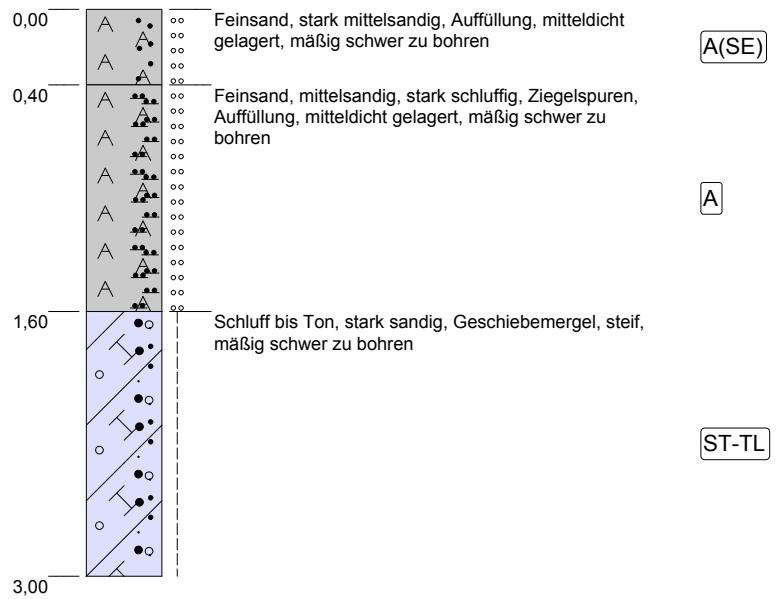 0,00
Feinsand, stark mittelsandig, Auffüllung, mitteldicht
gelagert, mäßig schwer zu bohren
A(SE)
0,40
Feinsand, mittelsandig, stark schluffig, Ziegelspuren,
Auffüllung, mitteldicht gelagert, mäßig schwer zu
bohren
A
1,60
Schluff bis Ton, stark sandig, Geschiebemergel, steif,
mäßig schwer zu bohren
ST-TL
3,00